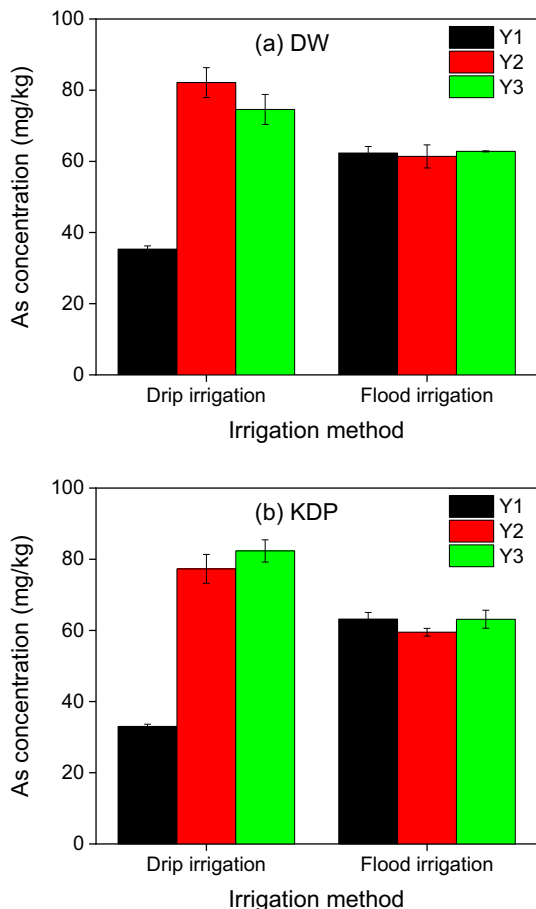 (a) DW
Y1
Y2
Y3
100
80
60
40
20
0
As concentration (mg/kg)
Drip irrigation
Flood irrigation
Irrigation method
(b) KDP
Y1
Y2
Y3
100
80
60
40
20
0
As concentration (mg/kg)
Drip irrigation
Flood irrigation
Irrigation method